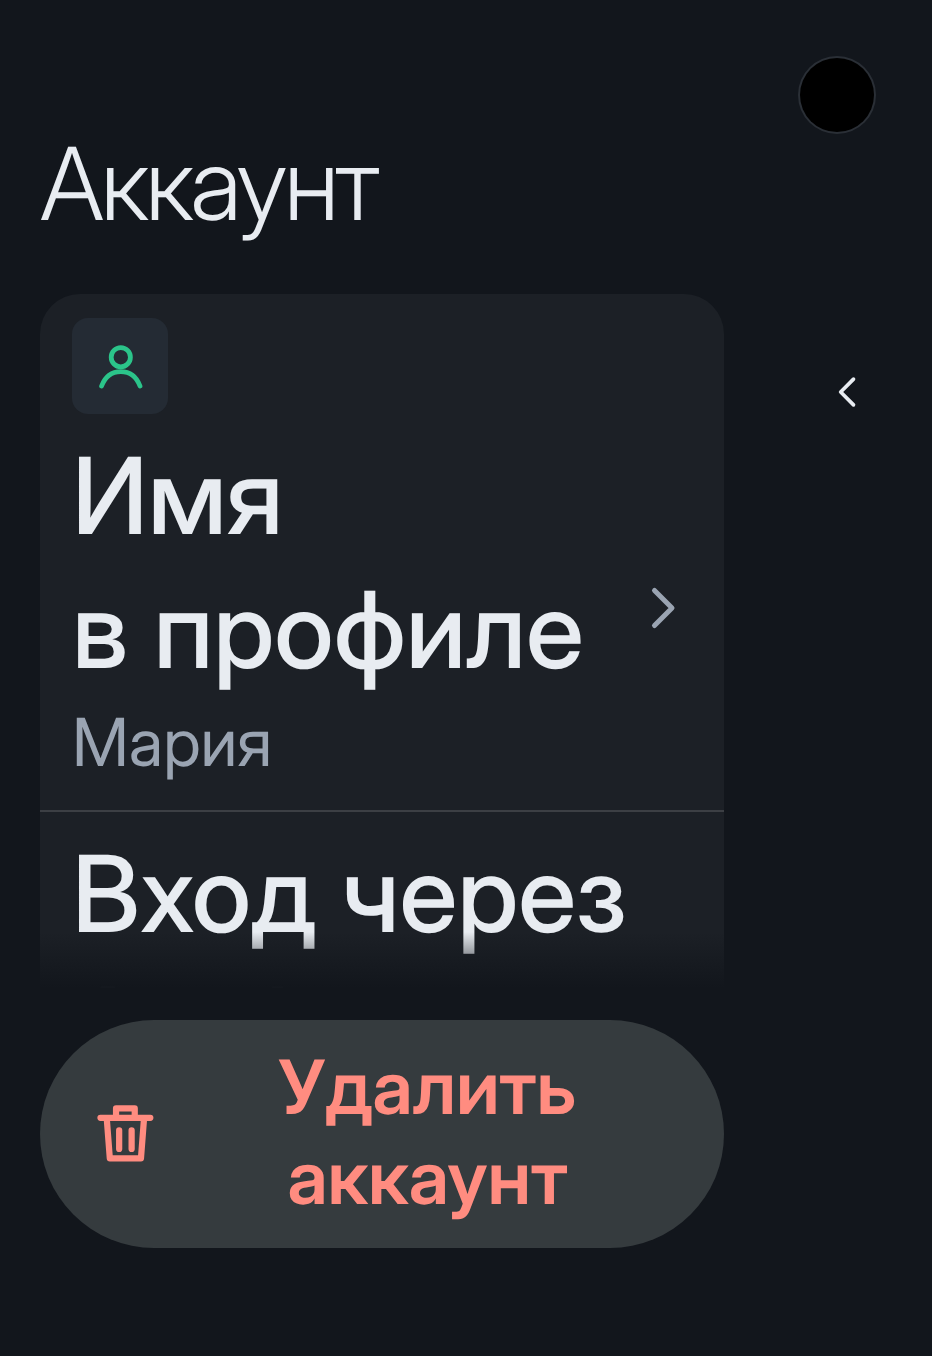 Аккаунт
Имя
в профиле
Мария
Вход через
Удалить
аккаунт